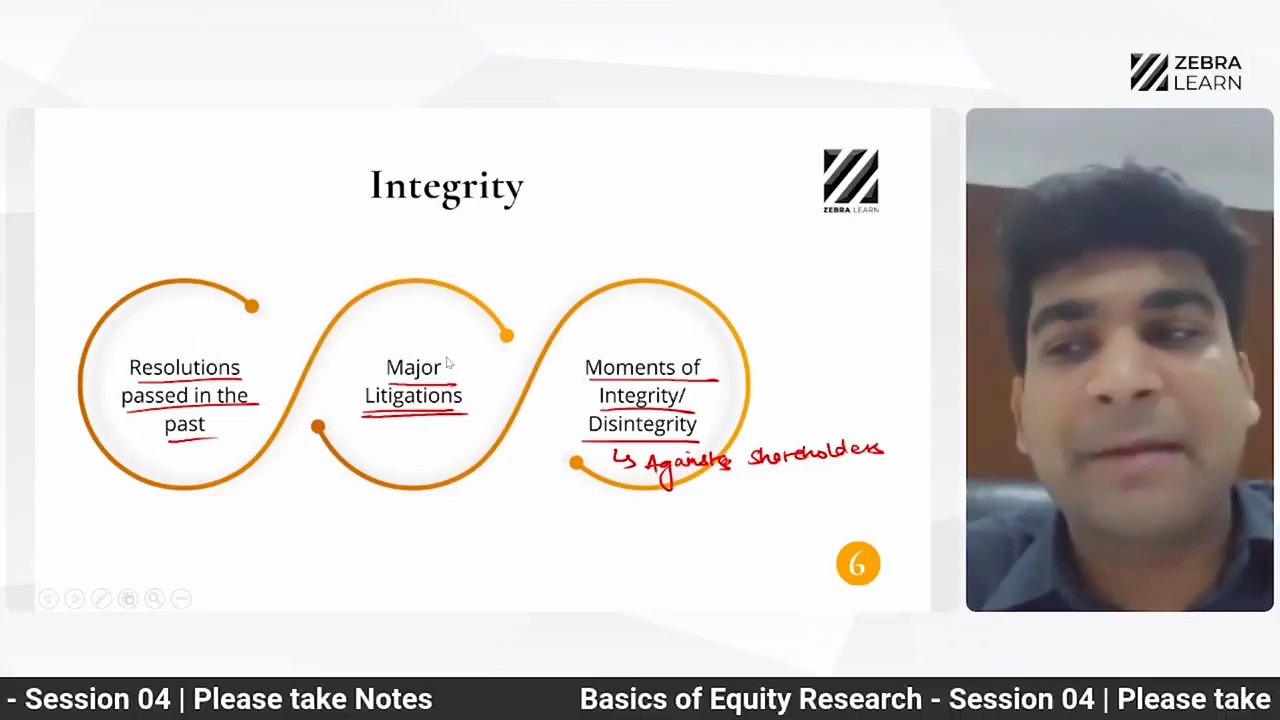 ZEBRA
LEARN
Integrity
ZEBRA LEARN
Resolutions
passed in the
past
Major
Litigations
Moments of
Integrity/
Disintegrity
↳ Against shareholders
6
- Session 04 | Please take Notes
Basics of Equity Research - Session 04 | Please take